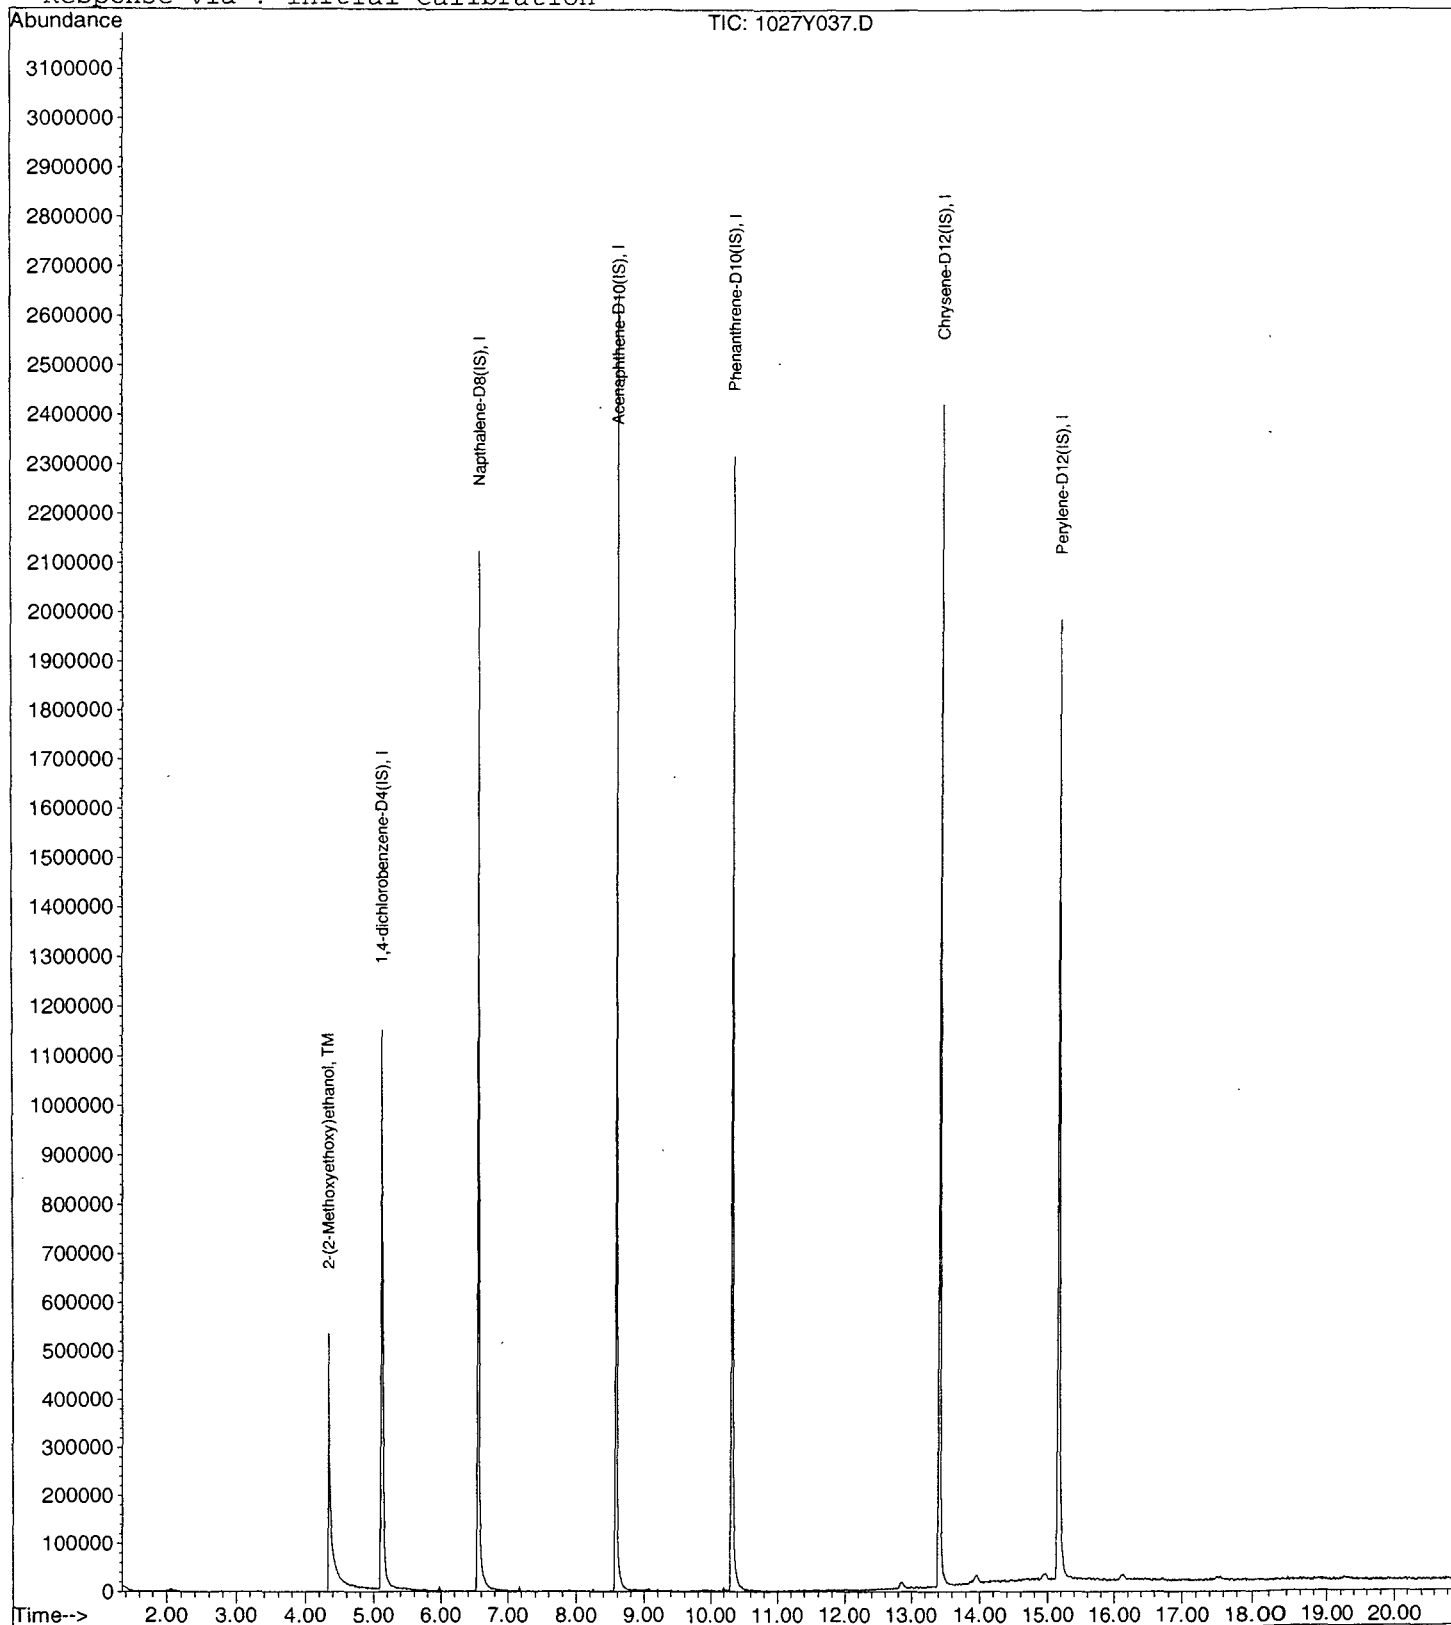 Response via : Initial Calibration
Abundance
TIC: 1027Y037.D
3100000
3000000
2900000
2800000
2700000
2600000
2500000
2400000
2300000
2200000
2100000
2000000
1900000
1800000
1700000
1600000
1500000
1400000
1300000
1200000
1100000
1000000
900000
800000
700000
600000
500000
400000
300000
200000
100000
0
2-(2-Methoxyethoxy)ethanol, TM
1,4-dichlorobenzene-D4(IS), I
Napthalene-D8(IS), I
Acenaphthene-D10(IS), I
Phenanthrene-D10(IS), I
Chrysene-D12(IS), I
Perylene-D12(IS), I
Time-->
2.00 3.00 4.00 5.00 6.00 7.00 8.00 9.00 10.00 11.00 12.00 13.00 14.00 15.00 16.00 17.00 18.00 19.00 20.00